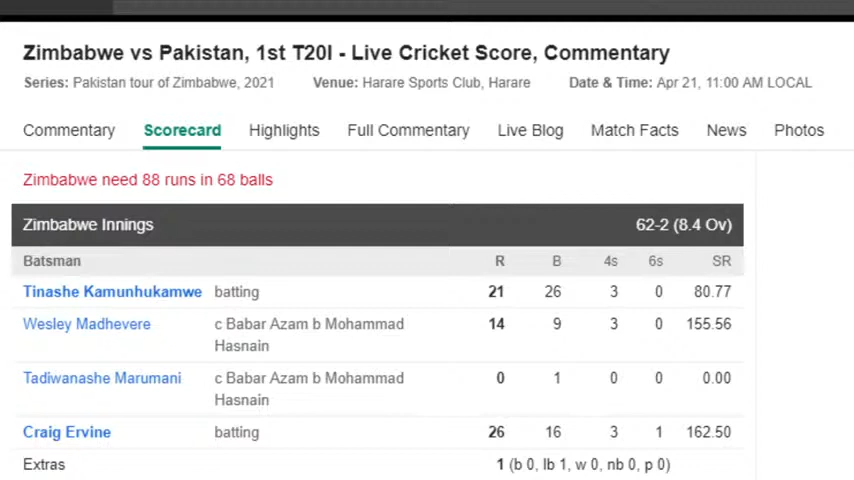 Zimbabwe vs Pakistan, 1st T20I - Live Cricket Score, Commentary
Series: Pakistan tour of Zimbabwe, 2021 Venue: Harare Sports Club, Harare Date & Time: Apr 21, 11:00 AM LOCAL
Commentary Scorecard Highlights Full Commentary Live Blog Match Facts News Photos
Zimbabwe need 88 runs in 68 balls
Zimbabwe Innings 62-2 (8.4 Ov)
Batsman R B 4s 6s SR
Tinashe Kamunhukamwe batting 21 26 3 0 80.77
Wesley Madhevere c Babar Azam b Mohammad 14 9 3 0 155.56
Hasnain
Tadiwanashe Marumani c Babar Azam b Mohammad 0 1 0 0 0.00
Hasnain
Craig Ervine batting 26 16 3 1 162.50
Extras 1 (b 0, lb 1, w 0, nb 0, p 0)